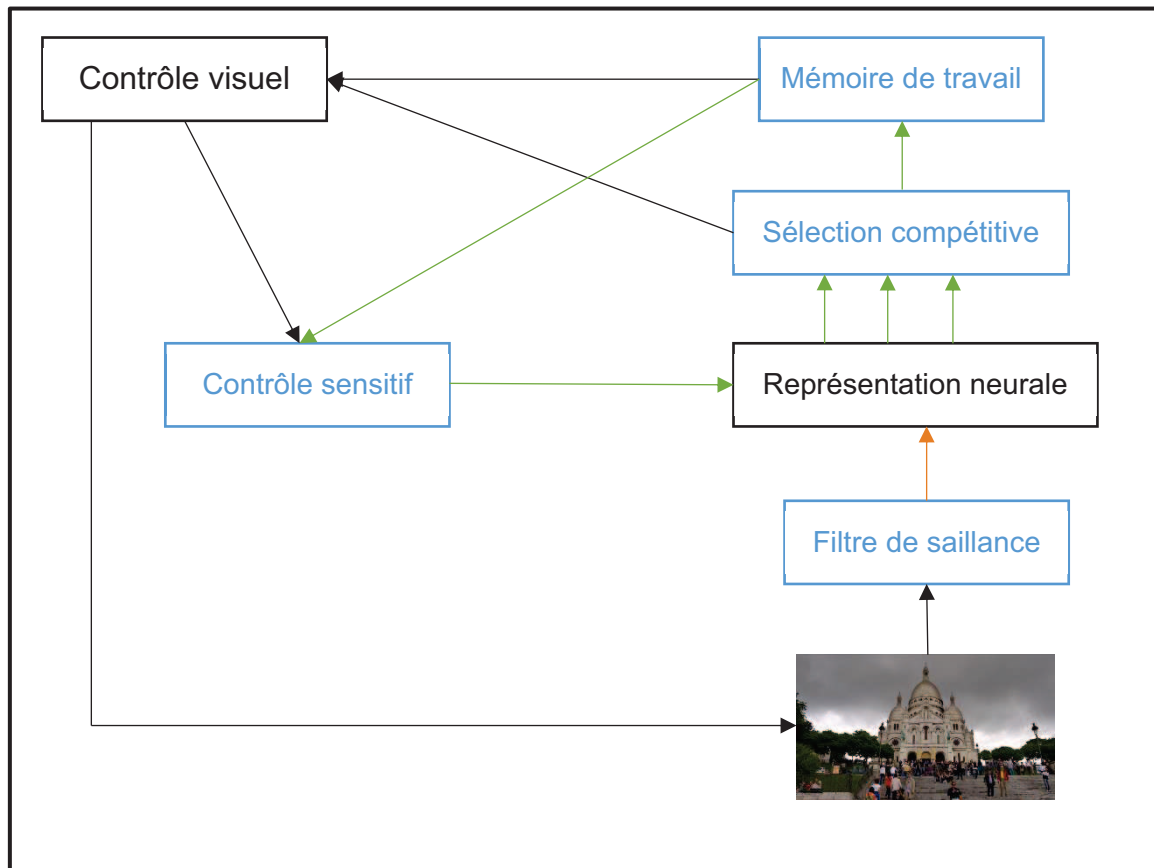 Contrôle visuel
Mémoire de travail
Sélection compétitive
Contrôle sensitif
Représentation neurale
Filtre de saillance